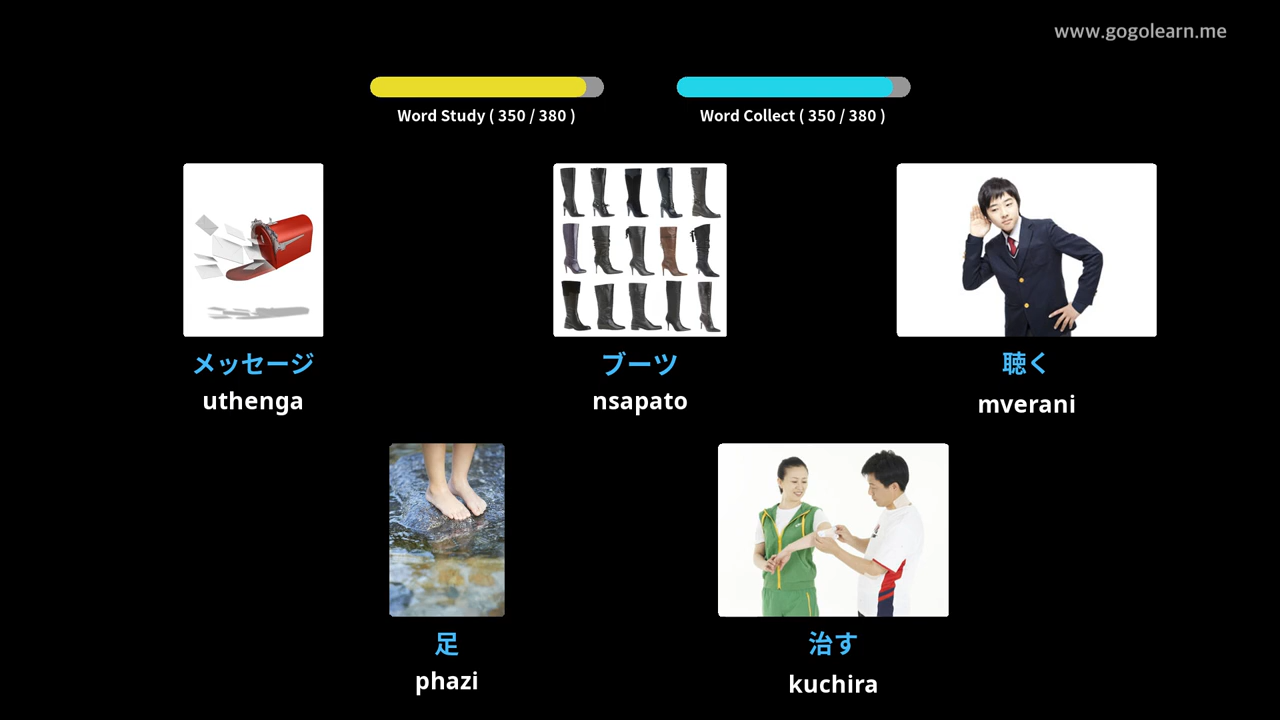 www.gogolearn.me
Word Study ( 350 / 380 )
Word Collect ( 350 / 380 )
メッセージ
uthenga
ブーツ
nsapato
聴く
mverani
足
phazi
治す
kuchira